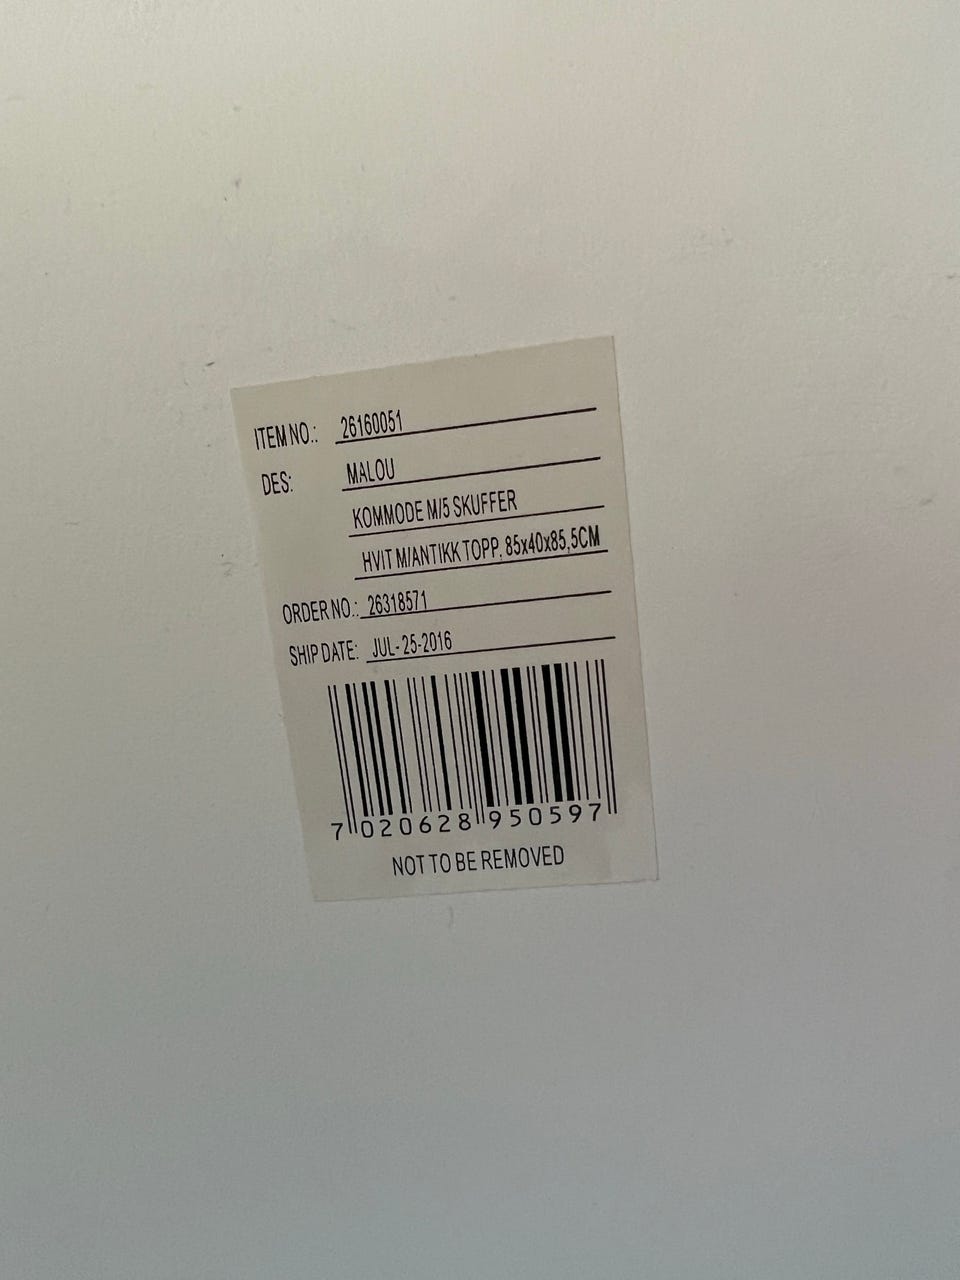 ITEM NO.: 26160051
DES: MALOU
KOMMODE M/5 SKUFFER
HVIT M/ANTIKK TOPP, 85x40x85,5CM
ORDER NO.: 26318571
SHIP DATE: JUL-25-2016
7 020628 950597
NOT TO BE REMOVED